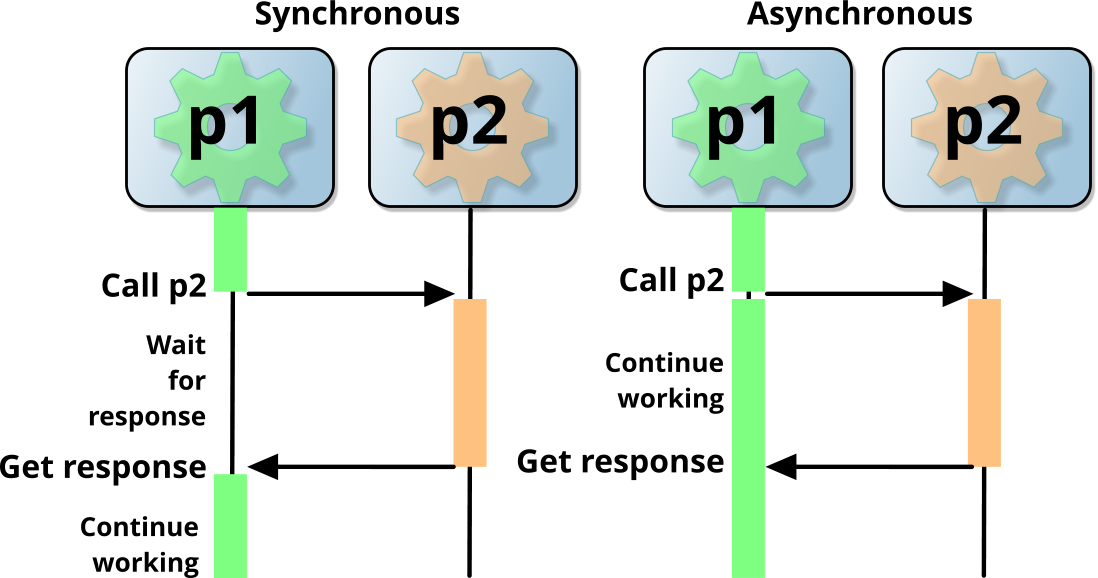 Synchronous
p1
p2
Call p2
Wait
for
response
Get response
Continue
working
Asynchronous
p1
p2
Call p2
Continue
working
Get response